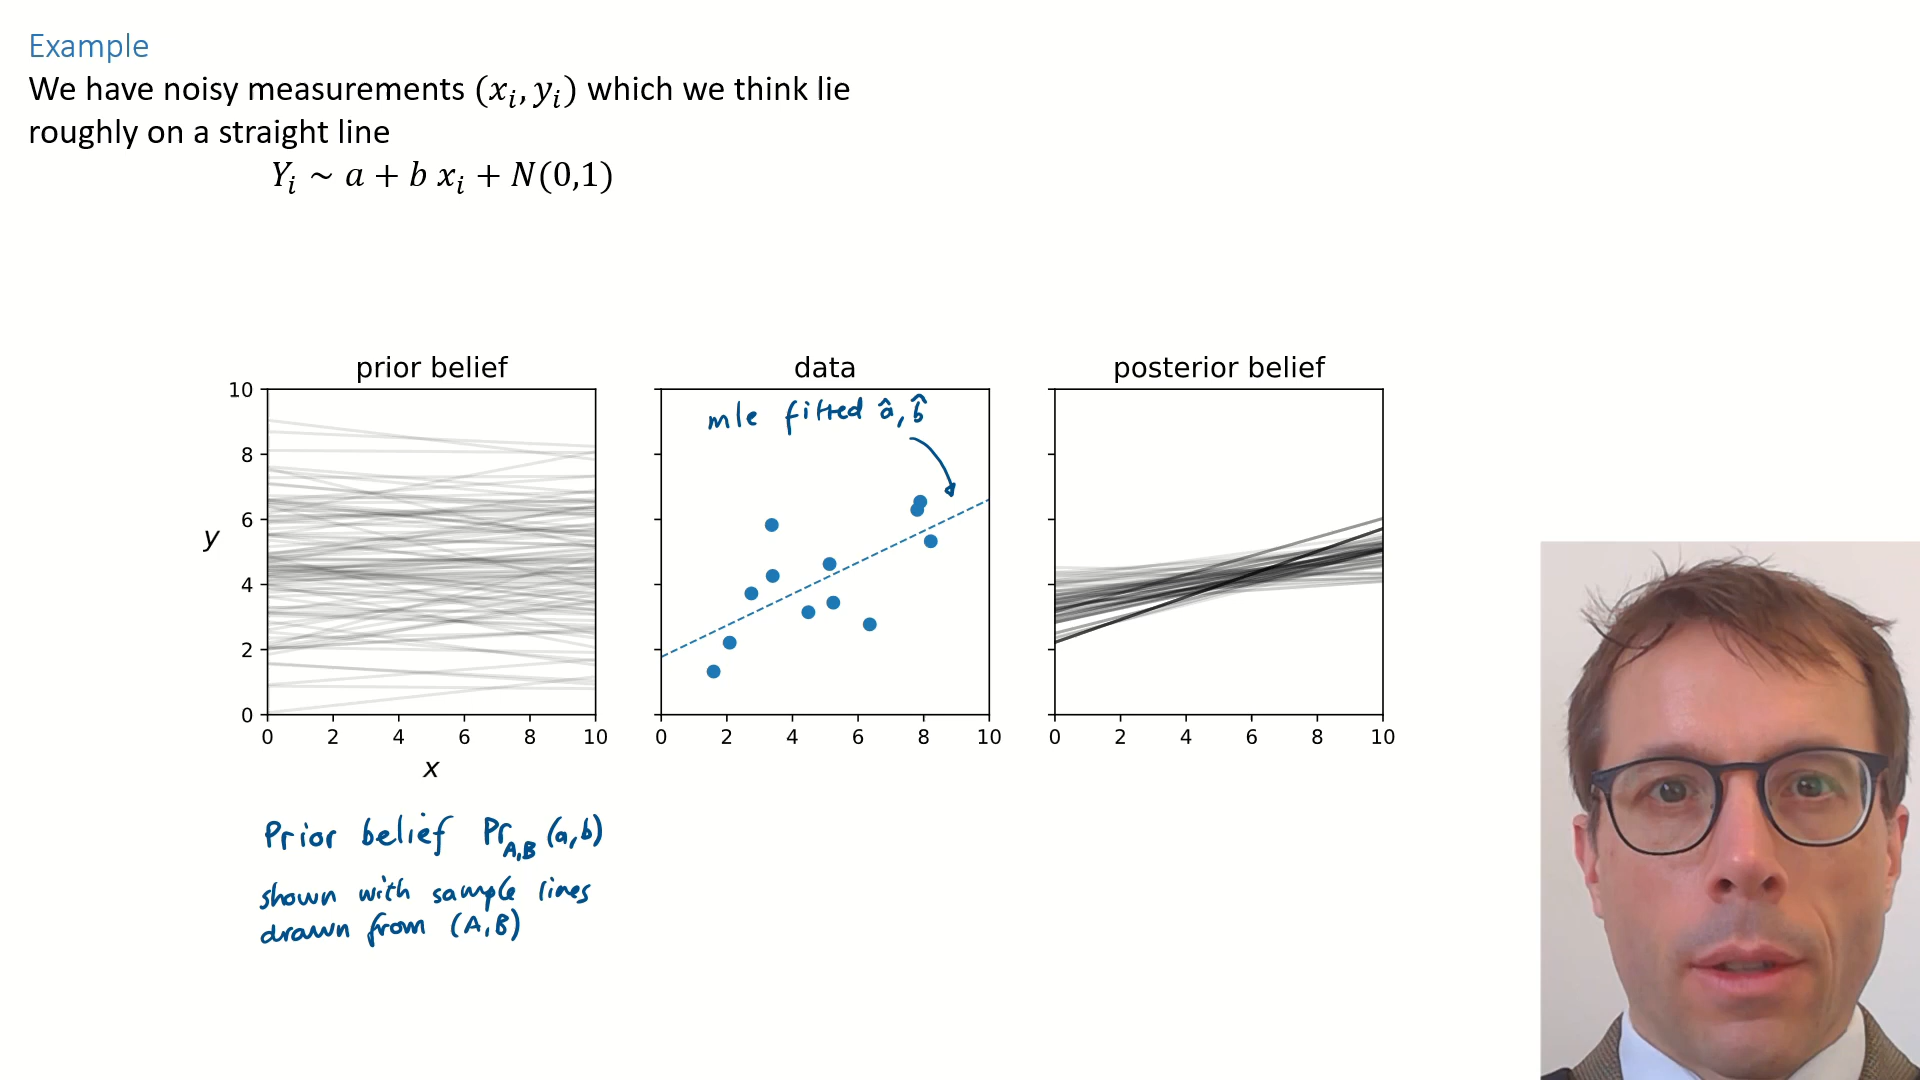 Example
We have noisy measurements (xᵢ, yᵢ) which we think lie
roughly on a straight line
Yᵢ ~ a + b xᵢ + N(0,1)
prior belief
data
posterior belief
mle fitted â, b̂
10
8
6
4
2
0
y
0 2 4 6 8 10
0 2 4 6 8 10
0 2 4 6 8 10
x
Prior belief Pr_A,B (a,b)
shown with sample lines
drawn from (A,B)